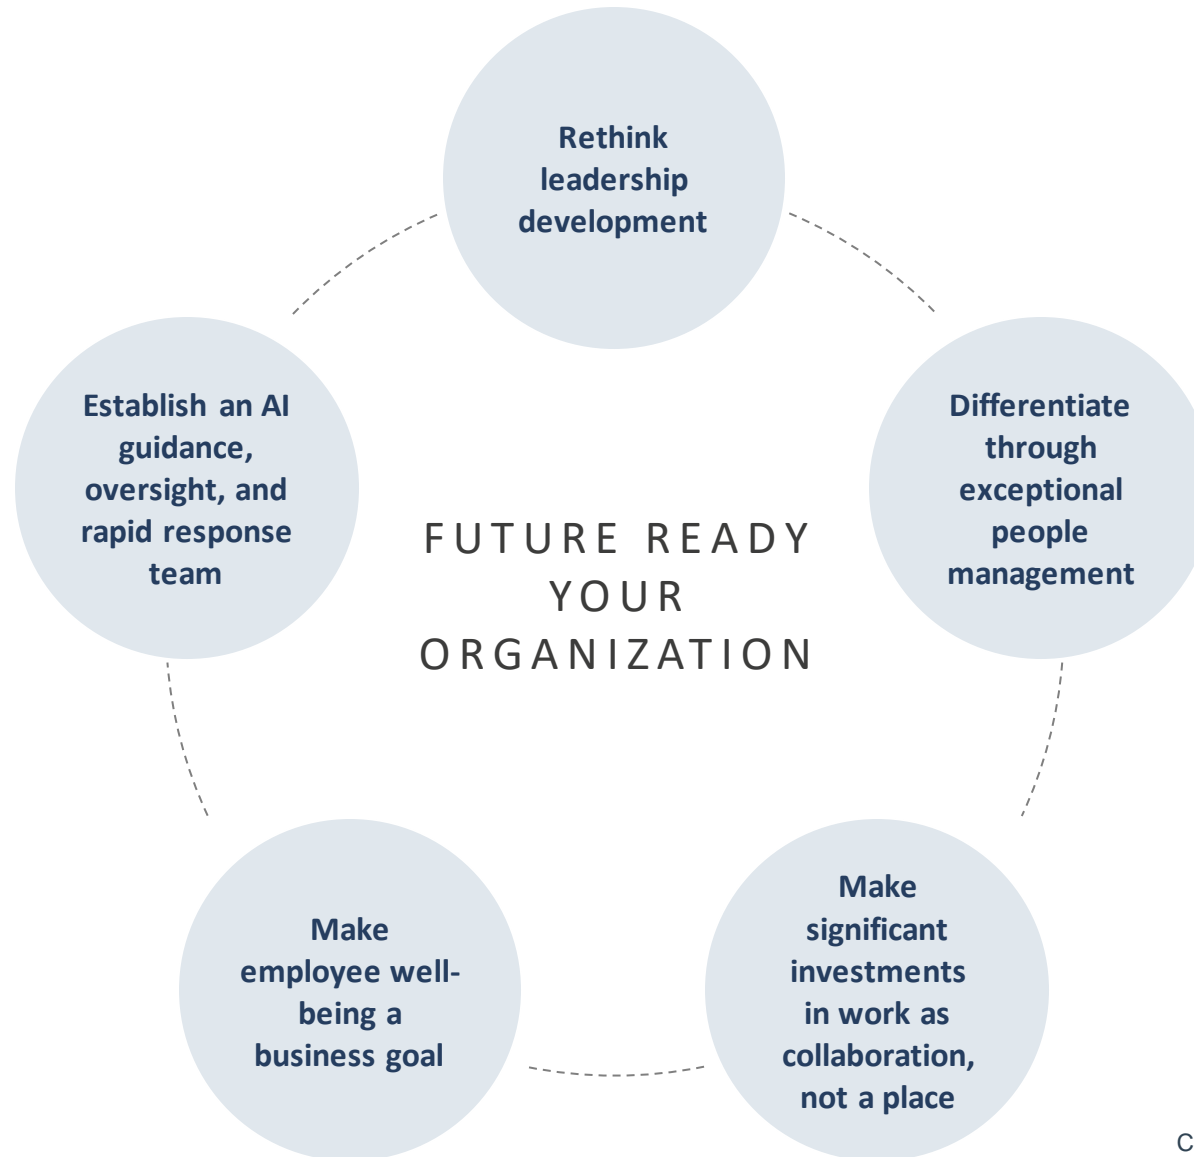 Rethink
leadership
development
Differentiate
through
exceptional
people
management
Make
significant
investments
in work as
collaboration,
not a place
Make
employee well-
being a
business goal
Establish an AI
guidance,
oversight, and
rapid response
team
FUTURE READY
YOUR
ORGANIZATION
C